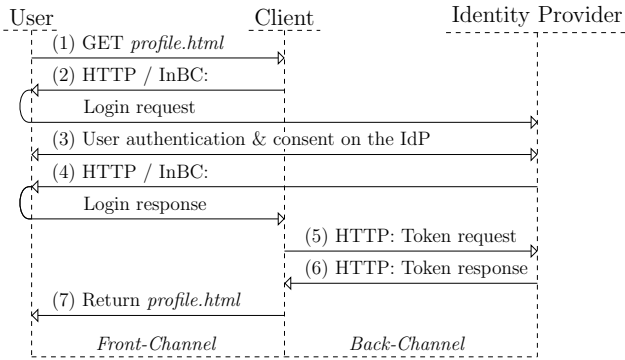 User Client Identity Provider
(1) GET profile.html
(2) HTTP / InBC:
Login request
(3) User authentication & consent on the IdP
(4) HTTP / InBC:
Login response
(5) HTTP: Token request
(6) HTTP: Token response
(7) Return profile.html
Front-Channel Back-Channel